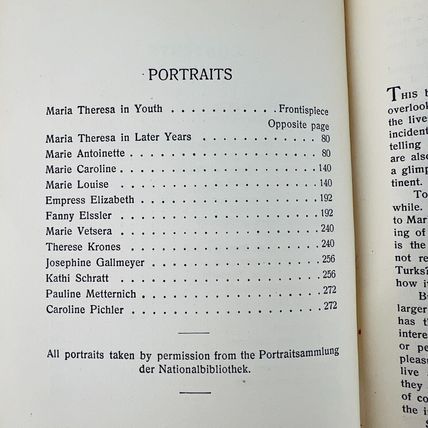 PORTRAITS
Maria Theresa in Youth . . . . . . . . . . Frontispiece
Opposite page
Maria Theresa in Later Years . . . . . . . . . . 80
Marie Antoinette . . . . . . . . . . . . . . . . 80
Marie Caroline . . . . . . . . . . . . . . . . 140
Marie Louise . . . . . . . . . . . . . . . . 140
Empress Elizabeth . . . . . . . . . . . . . . 192
Fanny Elssler . . . . . . . . . . . . . . . . 192
Marie Vetsera . . . . . . . . . . . . . . . . 240
Therese Krones . . . . . . . . . . . . . . . 240
Josephine Gallmeyer . . . . . . . . . . . . . 256
Kathi Schratt . . . . . . . . . . . . . . . . 256
Pauline Metternich . . . . . . . . . . . . . . 272
Caroline Pichler . . . . . . . . . . . . . . . 272
All portraits taken by permission from the Portraitsammlung
der Nationalbibliothek.
THIS
overlook
the live
incident
telling
are als
a glimp
tinent.
To
while.
to Mari
ing of
is the
not re
Turks?
how i
larger
has t
intere
or pe
pleas
live
they
of co
the i